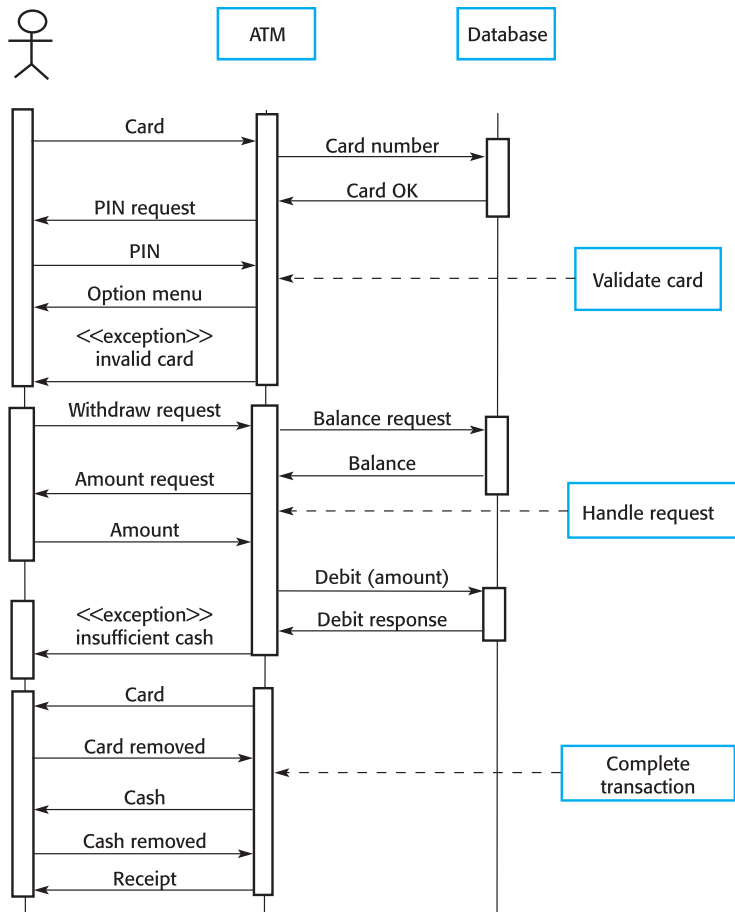 ATM
Database
Card
Card number
Card OK
PIN request
PIN
Validate card
Option menu
<<exception>>
invalid card
Withdraw request
Balance request
Balance
Amount request
Handle request
Amount
Debit (amount)
<<exception>>
insufficient cash
Debit response
Card
Card removed
Complete
transaction
Cash
Cash removed
Receipt